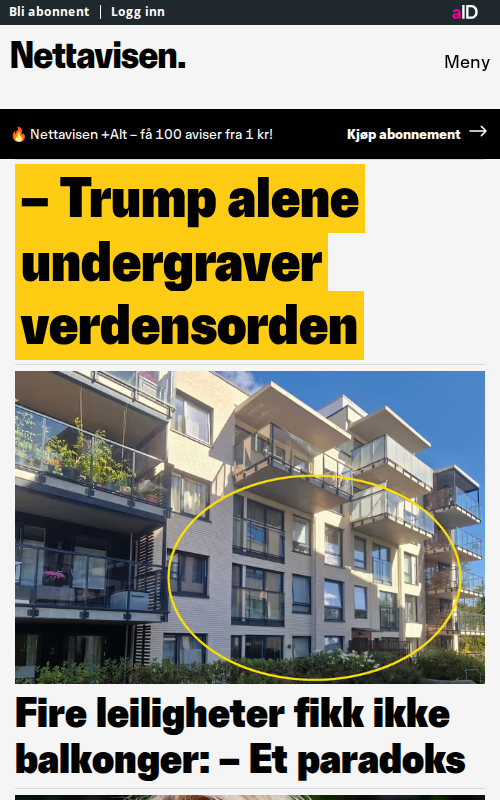 Bli abonnent | Logg inn
aID
Nettavisen.
Meny
🔥 Nettavisen +Alt – få 100 aviser fra 1 kr!
Kjøp abonnement →
– Trump alene
undergraver
verdensorden
Fire leiligheter fikk ikke
balkonger: – Et paradoks